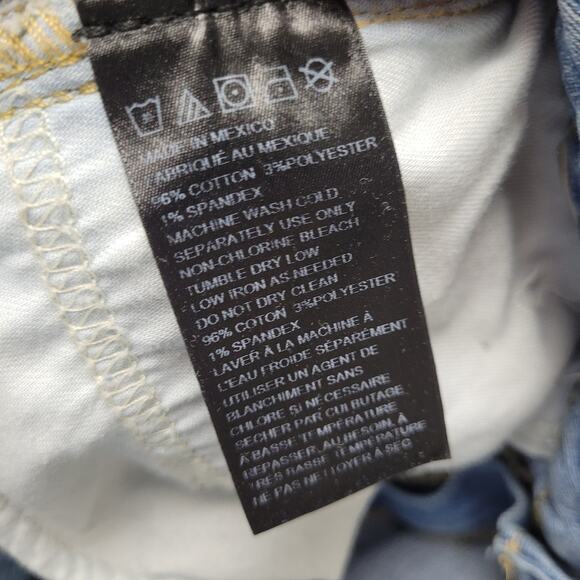 MADE IN MEXICO
FABRIQUÉ AU MEXIQUE
96% COTTON 3%POLYESTER
1% SPANDEX
MACHINE WASH COLD
SEPARATELY USE ONLY
NON-CHLORINE BLEACH
TUMBLE DRY LOW
LOW IRON AS NEEDED
DO NOT DRY CLEAN
96% COTON 3%POLYESTER
1% SPANDEX
LAVER À LA MACHINE À
L'EAU FROIDE SÉPARÉMENT
UTILISER UN AGENT DE
BLANCHIMENT SANS
CHLORE SI NÉCESSAIRE
SÉCHER PAR CULBUTAGE
À BASSE TEMPÉRATURE
REPASSER, AU BESOIN, À
TRÈS BASSE TEMPÉRATURE
NE PAS NETTOYER À SEC